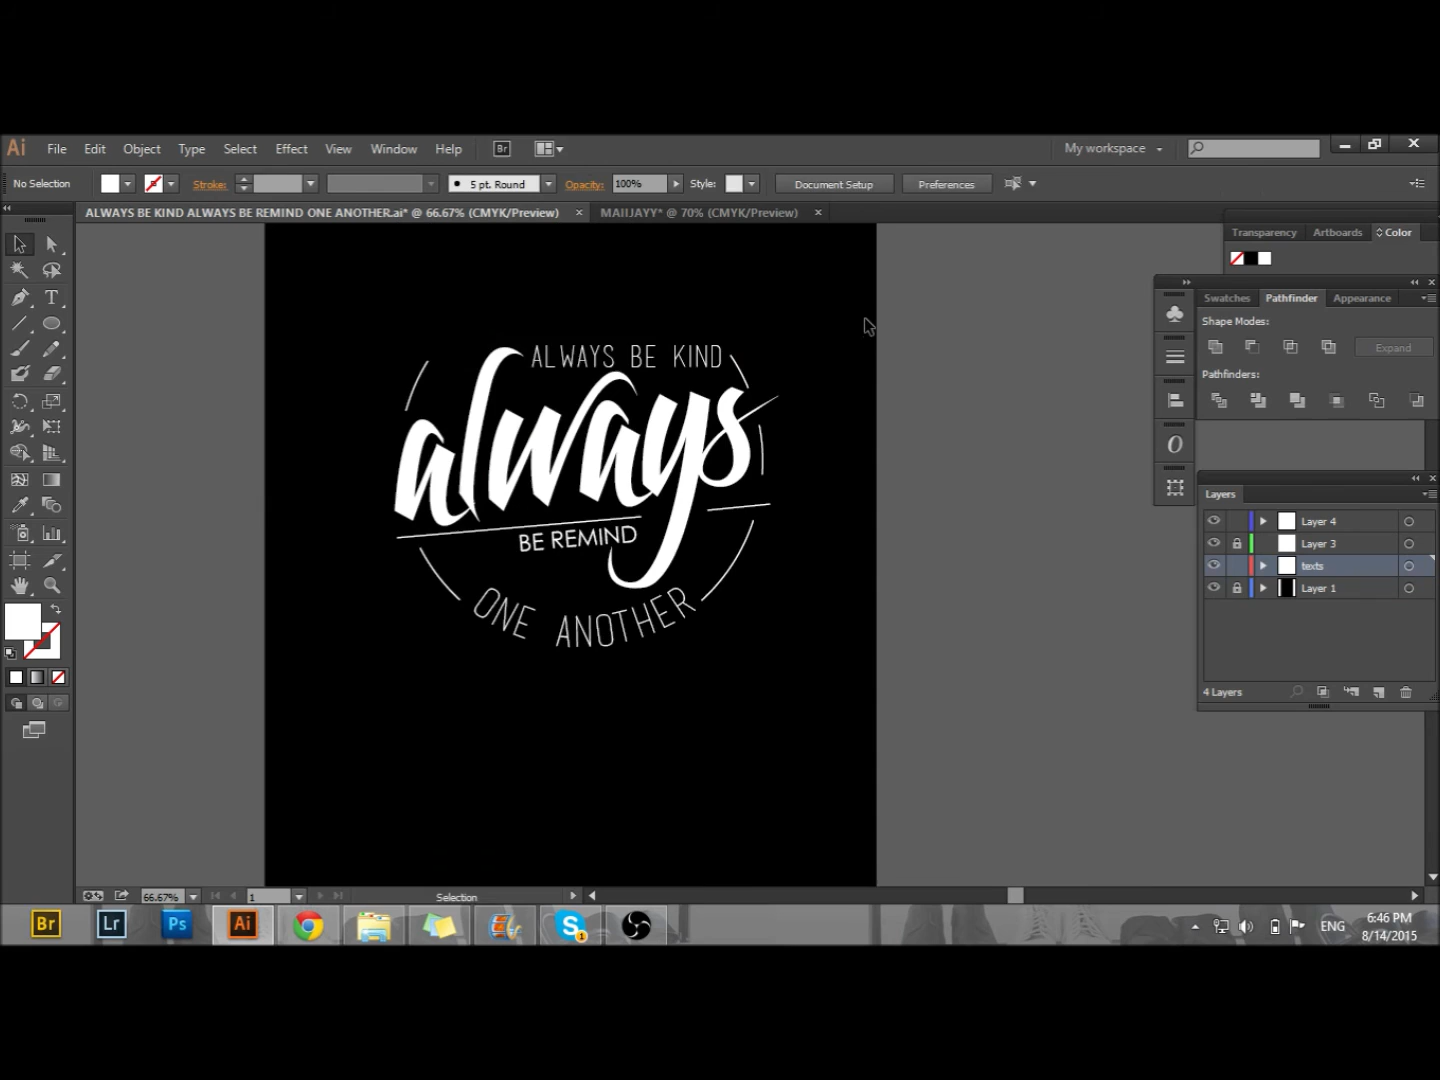 Ai File Edit Object Type Select Effect View Window Help Br My workspace
No Selection Stroke: 5 pt. Round Opacity: 100% Style: Document Setup Preferences
ALWAYS BE KIND ALWAYS BE REMIND ONE ANOTHER.ai* @ 66.67% (CMYK/Preview) MAIIJAYY* @ 70% (CMYK/Preview)
Transparency Artboards Color
Swatches Pathfinder Appearance
Shape Modes:
Expand
Pathfinders:
ALWAYS BE KIND
always
BE REMIND
ONE ANOTHER
Layers
Layer 4
Layer 3
texts
Layer 1
4 Layers
66.67% 1 Selection
Br Lr Ps Ai S 1 ENG 6:46 PM
8/14/2015